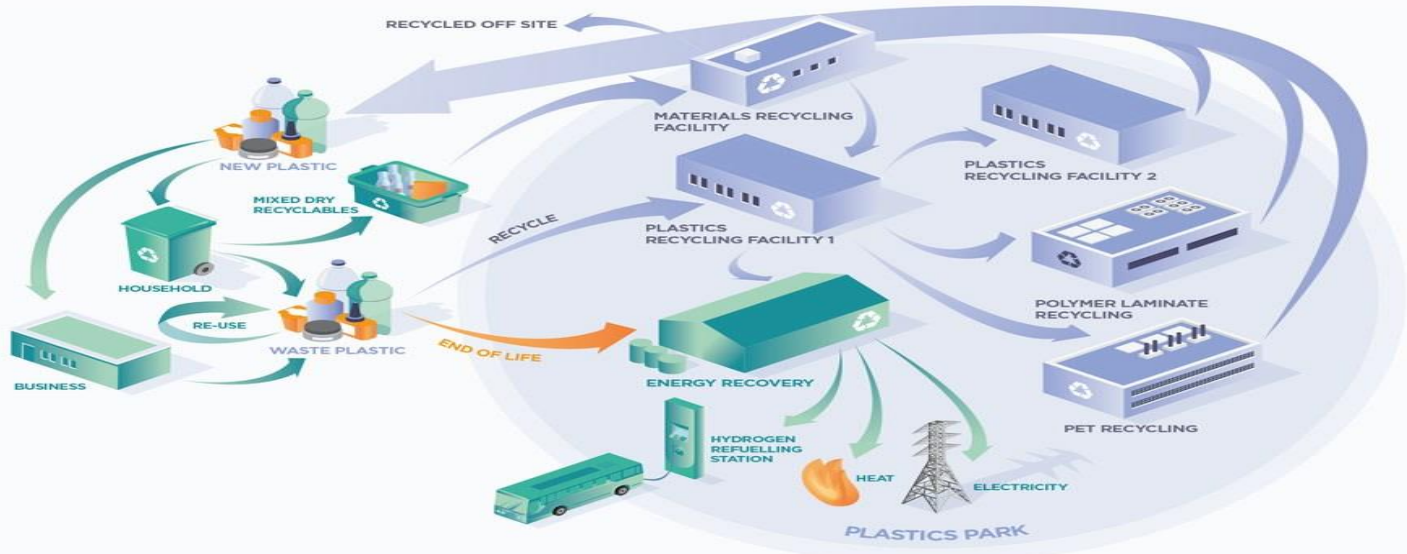 RECYCLED OFF SITE
MATERIALS RECYCLING
FACILITY
NEW PLASTIC
PLASTICS
RECYCLING FACILITY 2
MIXED DRY
RECYCLABLES
RECYCLE
PLASTICS
RECYCLING FACILITY 1
HOUSEHOLD
POLYMER LAMINATE
RECYCLING
RE-USE
WASTE PLASTIC
END OF LIFE
BUSINESS
ENERGY RECOVERY
PET RECYCLING
HYDROGEN
REFUELLING
STATION
HEAT
ELECTRICITY
PLASTICS PARK